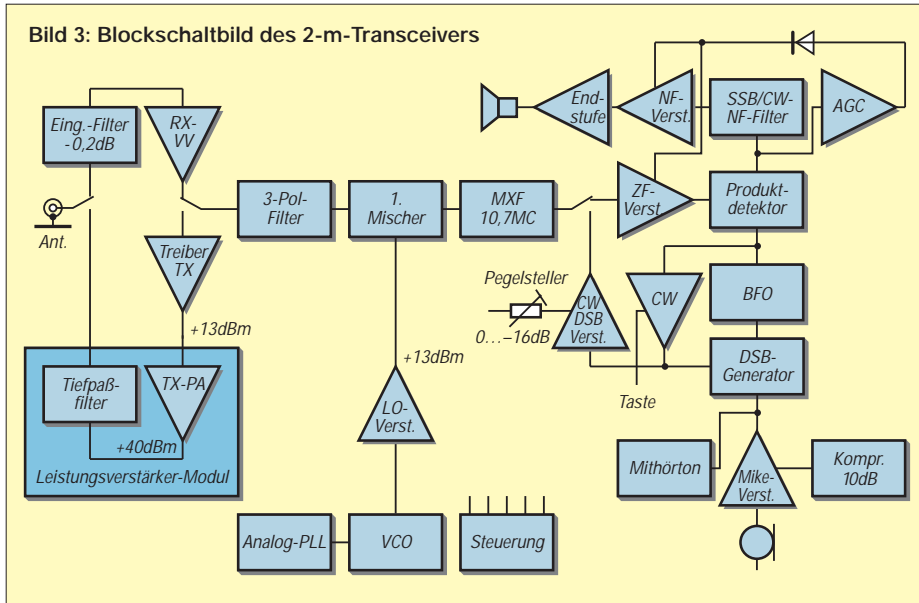 Bild 3: Blockschaltbild des 2-m-Transceivers
Eing.-Filter
-0,2dB
RX-
VV
End-
stufe
NF-
Verst.
SSB/CW-
NF-Filter
AGC
Ant.
3-Pol-
Filter
1.
Mischer
MXF
10,7MC
ZF-
Verst.
Produkt-
detektor
Treiber
TX
+13dBm
Pegelsteller
0...–16dB
CW
DSB
Verst.
CW
BFO
Taste
DSB-
Generator
Tiefpaß-
filter
TX-PA
+40dBm
Leistungsverstärker-Modul
+13dBm
LO-
Verst.
Mithörton
Mike-
Verst.
Kompr.
10dB
Analog-PLL
VCO
Steuerung